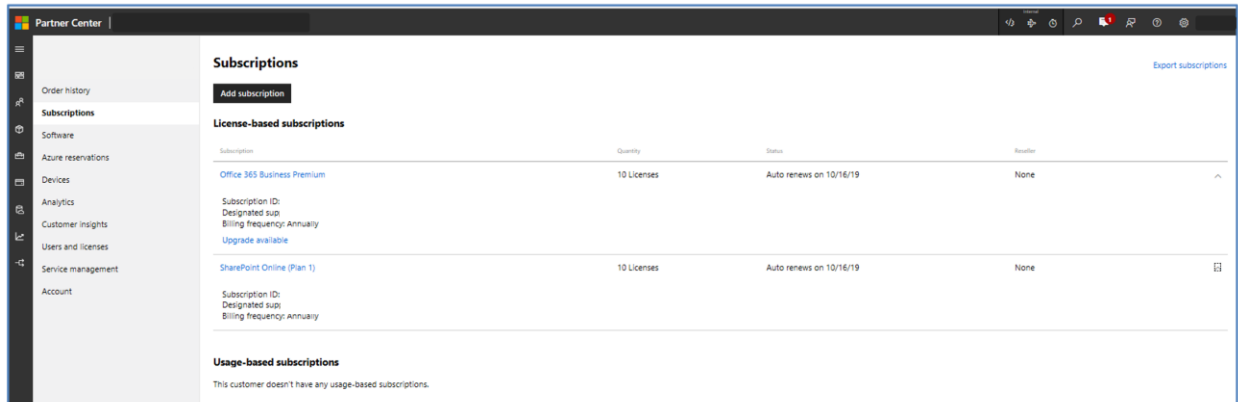 Partner Center
Internal
1
Subscriptions
Export subscriptions
Add subscription
Order history
Subscriptions
Software
Azure reservations
Devices
Analytics
Customer insights
Users and licenses
Service management
Account
License-based subscriptions
Subscription Quantity Status Reseller
Office 365 Business Premium 10 Licenses Auto renews on 10/16/19 None
Subscription ID:
Designated sup
Billing frequency: Annually
Upgrade available
SharePoint Online (Plan 1) 10 Licenses Auto renews on 10/16/19 None
Subscription ID:
Designated sup
Billing frequency: Annually
Usage-based subscriptions
This customer doesn't have any usage-based subscriptions.